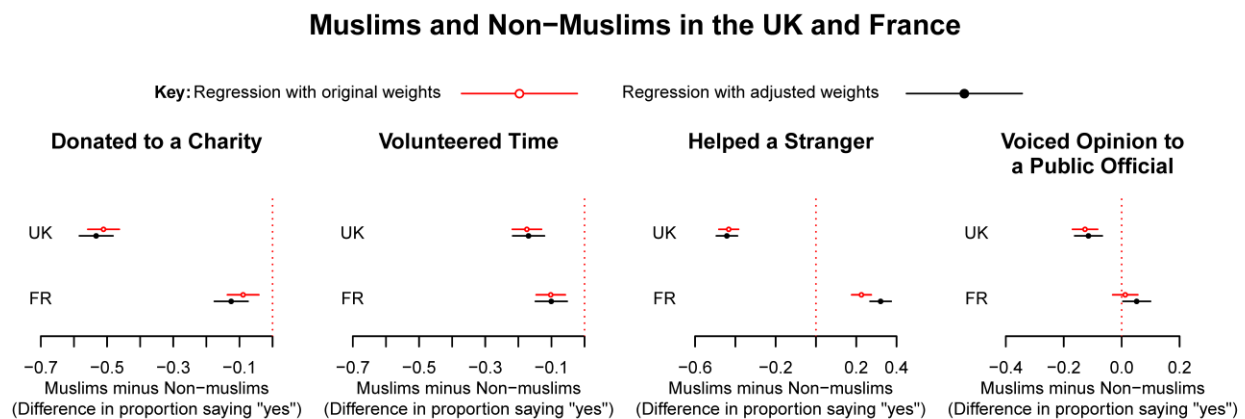 Muslims and Non−Muslims in the UK and France
Key: Regression with original weights Regression with adjusted weights
Donated to a Charity
UK
FR
−0.7 −0.5 −0.3 −0.1
Muslims minus Non−muslims
(Difference in proportion saying "yes")
Volunteered Time
UK
FR
−0.7 −0.5 −0.3 −0.1
Muslims minus Non−muslims
(Difference in proportion saying "yes")
Helped a Stranger
UK
FR
−0.6 −0.2 0.2 0.4
Muslims minus Non−muslims
(Difference in proportion saying "yes")
Voiced Opinion to
a Public Official
UK
FR
−0.4 −0.2 0.0 0.2
Muslims minus Non−muslims
(Difference in proportion saying "yes")